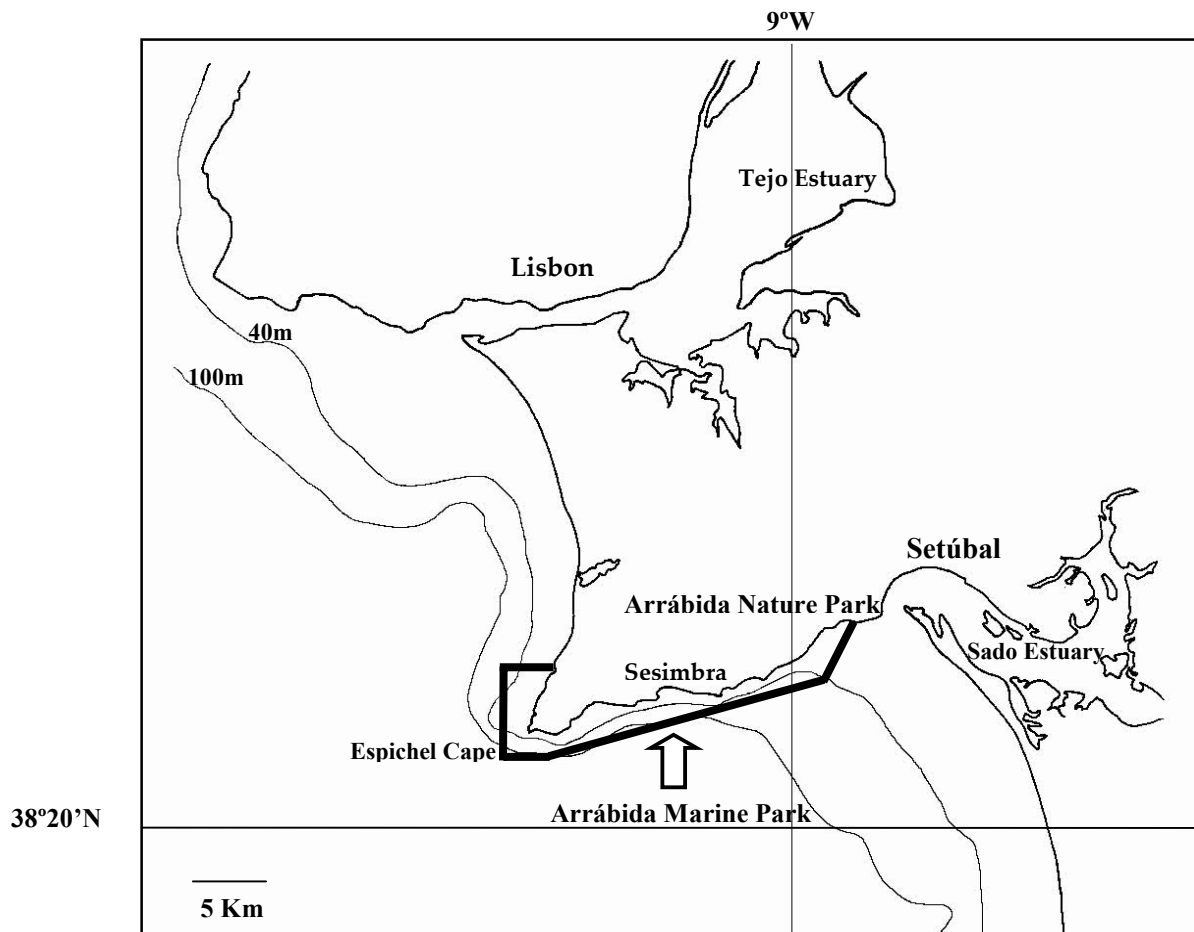 9ºW
Tejo Estuary
Lisbon
40m
100m
Setúbal
Arrábida Nature Park
Sado Estuary
Sesimbra
Espichel Cape
Arrábida Marine Park
38º20’N
5 Km